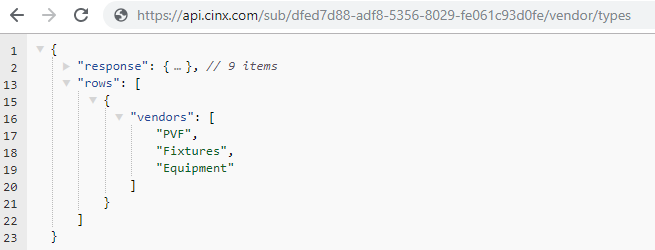 https://api.cinx.com/sub/dfed7d88-adf8-5356-8029-fe061c93d0fe/vendor/types
1 {
2 "response": { … }, // 9 items
13 "rows": [
15 {
16 "vendors": [
17 "PVF",
18 "Fixtures",
19 "Equipment"
20 ]
21 }
22 ]
23 }